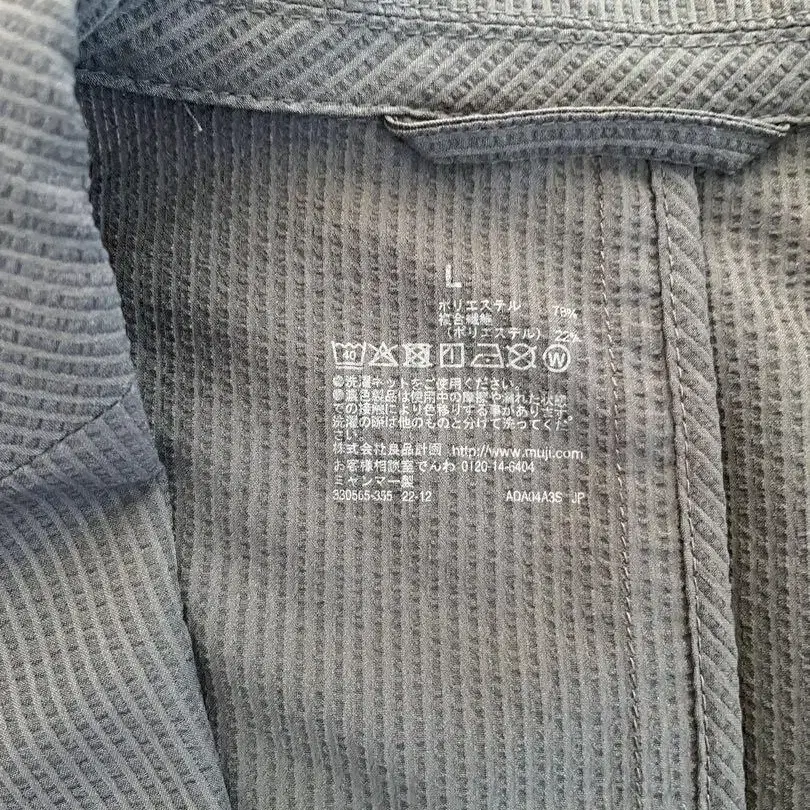 L
ポリエステル 78%
複合繊維
(ポリエステル) 22%
40
W
●洗濯ネットをご使用ください。
●濃色製品は使用中の摩擦や濡れた状態
での接触により色移りする事があります。
洗濯の際は他のものと分けて洗ってくだ
さい。
株式会社良品計画 http://www.muji.com
お客様相談室でんわ 0120-14-6404
ミャンマー製
330505-355 22-12 ADA04A3S JP